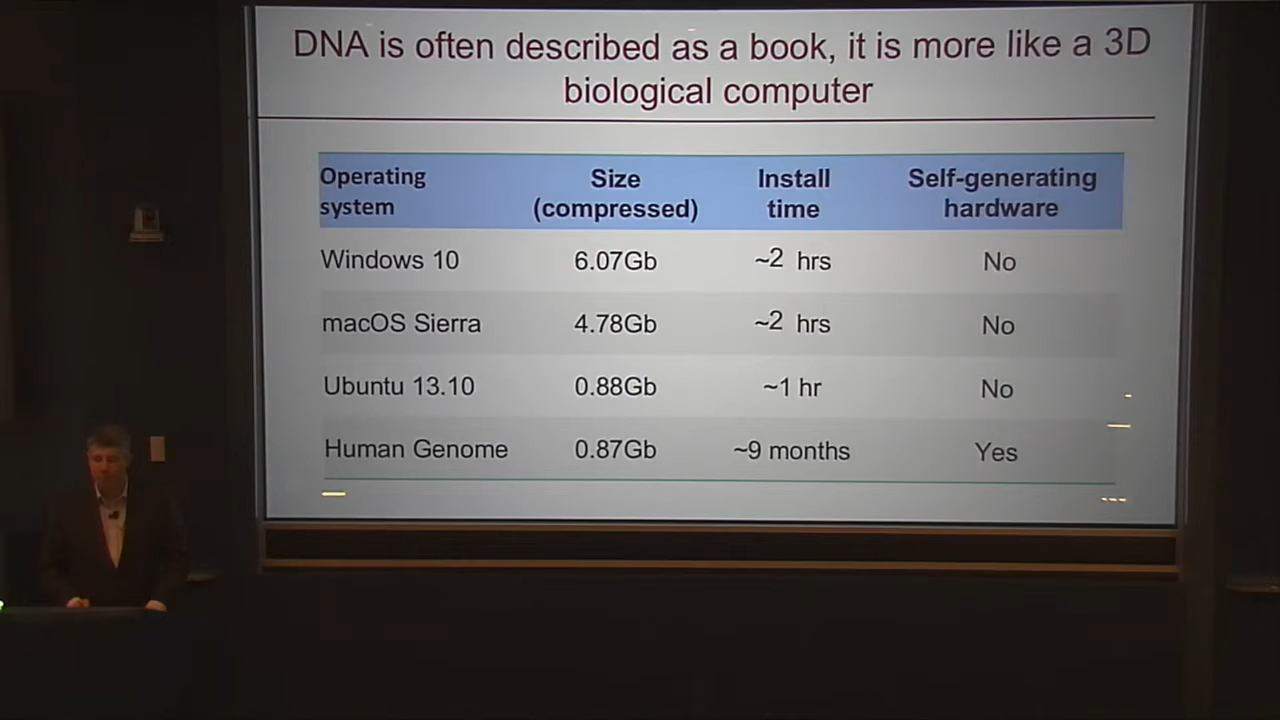 DNA is often described as a book, it is more like a 3D
biological computer
Operating system Size (compressed) Install time Self-generating hardware
Windows 10 6.07Gb ~2 hrs No
macOS Sierra 4.78Gb ~2 hrs No
Ubuntu 13.10 0.88Gb ~1 hr No
Human Genome 0.87Gb ~9 months Yes